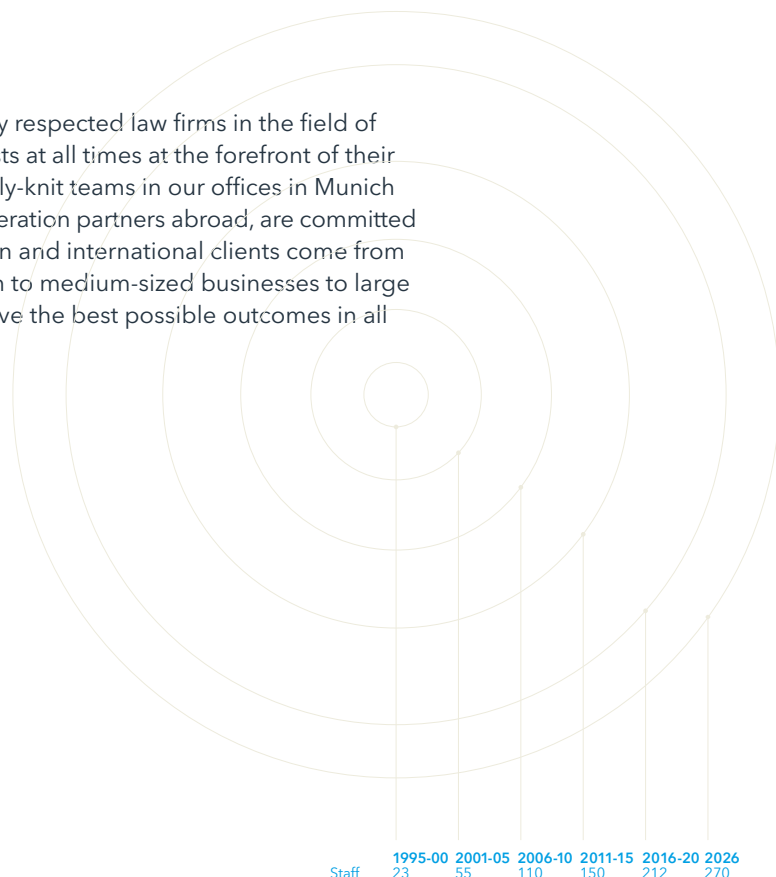 y respected law firms in the field of
ts at all times at the forefront of their
ly-knit teams in our offices in Munich
eration partners abroad, are committed
n and international clients come from
n to medium-sized businesses to large
ve the best possible outcomes in all
1995-00 2001-05 2006-10 2011-15 2016-20 2026
Staff 23 55 110 150 212 270